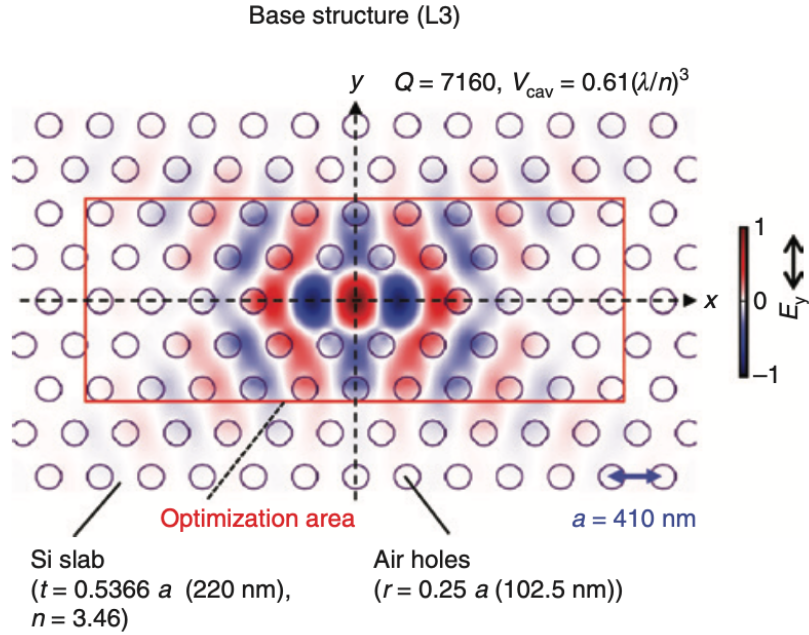 Base structure (L3)
y
Q = 7160, V_cav = 0.61(λ/n)^3
x
1
0
−1
E_y
Optimization area
a = 410 nm
Si slab
(t = 0.5366 a (220 nm),
n = 3.46)
Air holes
(r = 0.25 a (102.5 nm))